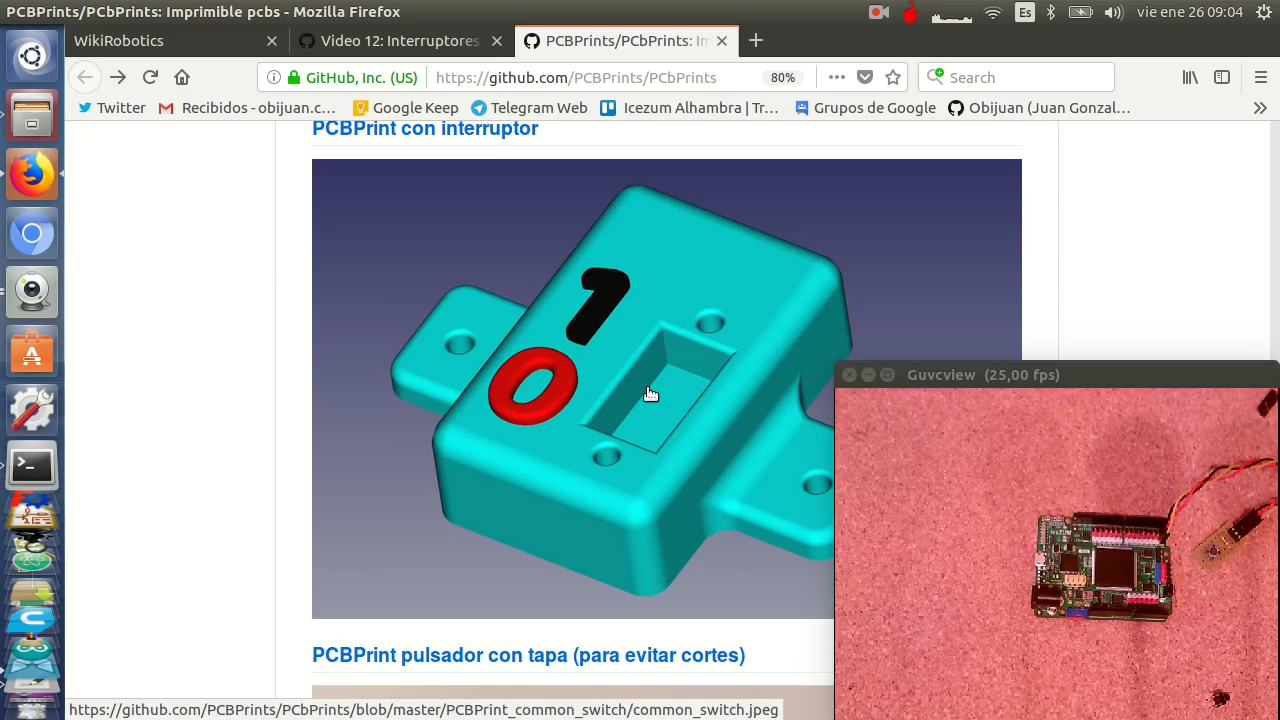 PCBPrints/PCbPrints: Imprimible pcbs - Mozilla Firefox
Es
vie ene 26 09:04
WikiRobotics
Video 12: Interruptores
PCBPrints/PCbPrints: Im
GitHub, Inc. (US)
https://github.com/PCBPrints/PCbPrints
80%
Search
Twitter
Recibidos - obijuan.c…
Google Keep
Telegram Web
Icezum Alhambra | Tr…
Grupos de Google
Obijuan (Juan Gonzal…
PCBPrint con interruptor
1
0
Guvcview (25,00 fps)
PCBPrint pulsador con tapa (para evitar cortes)
https://github.com/PCBPrints/PCbPrints/blob/master/PCBPrint_common_switch/common_switch.jpeg